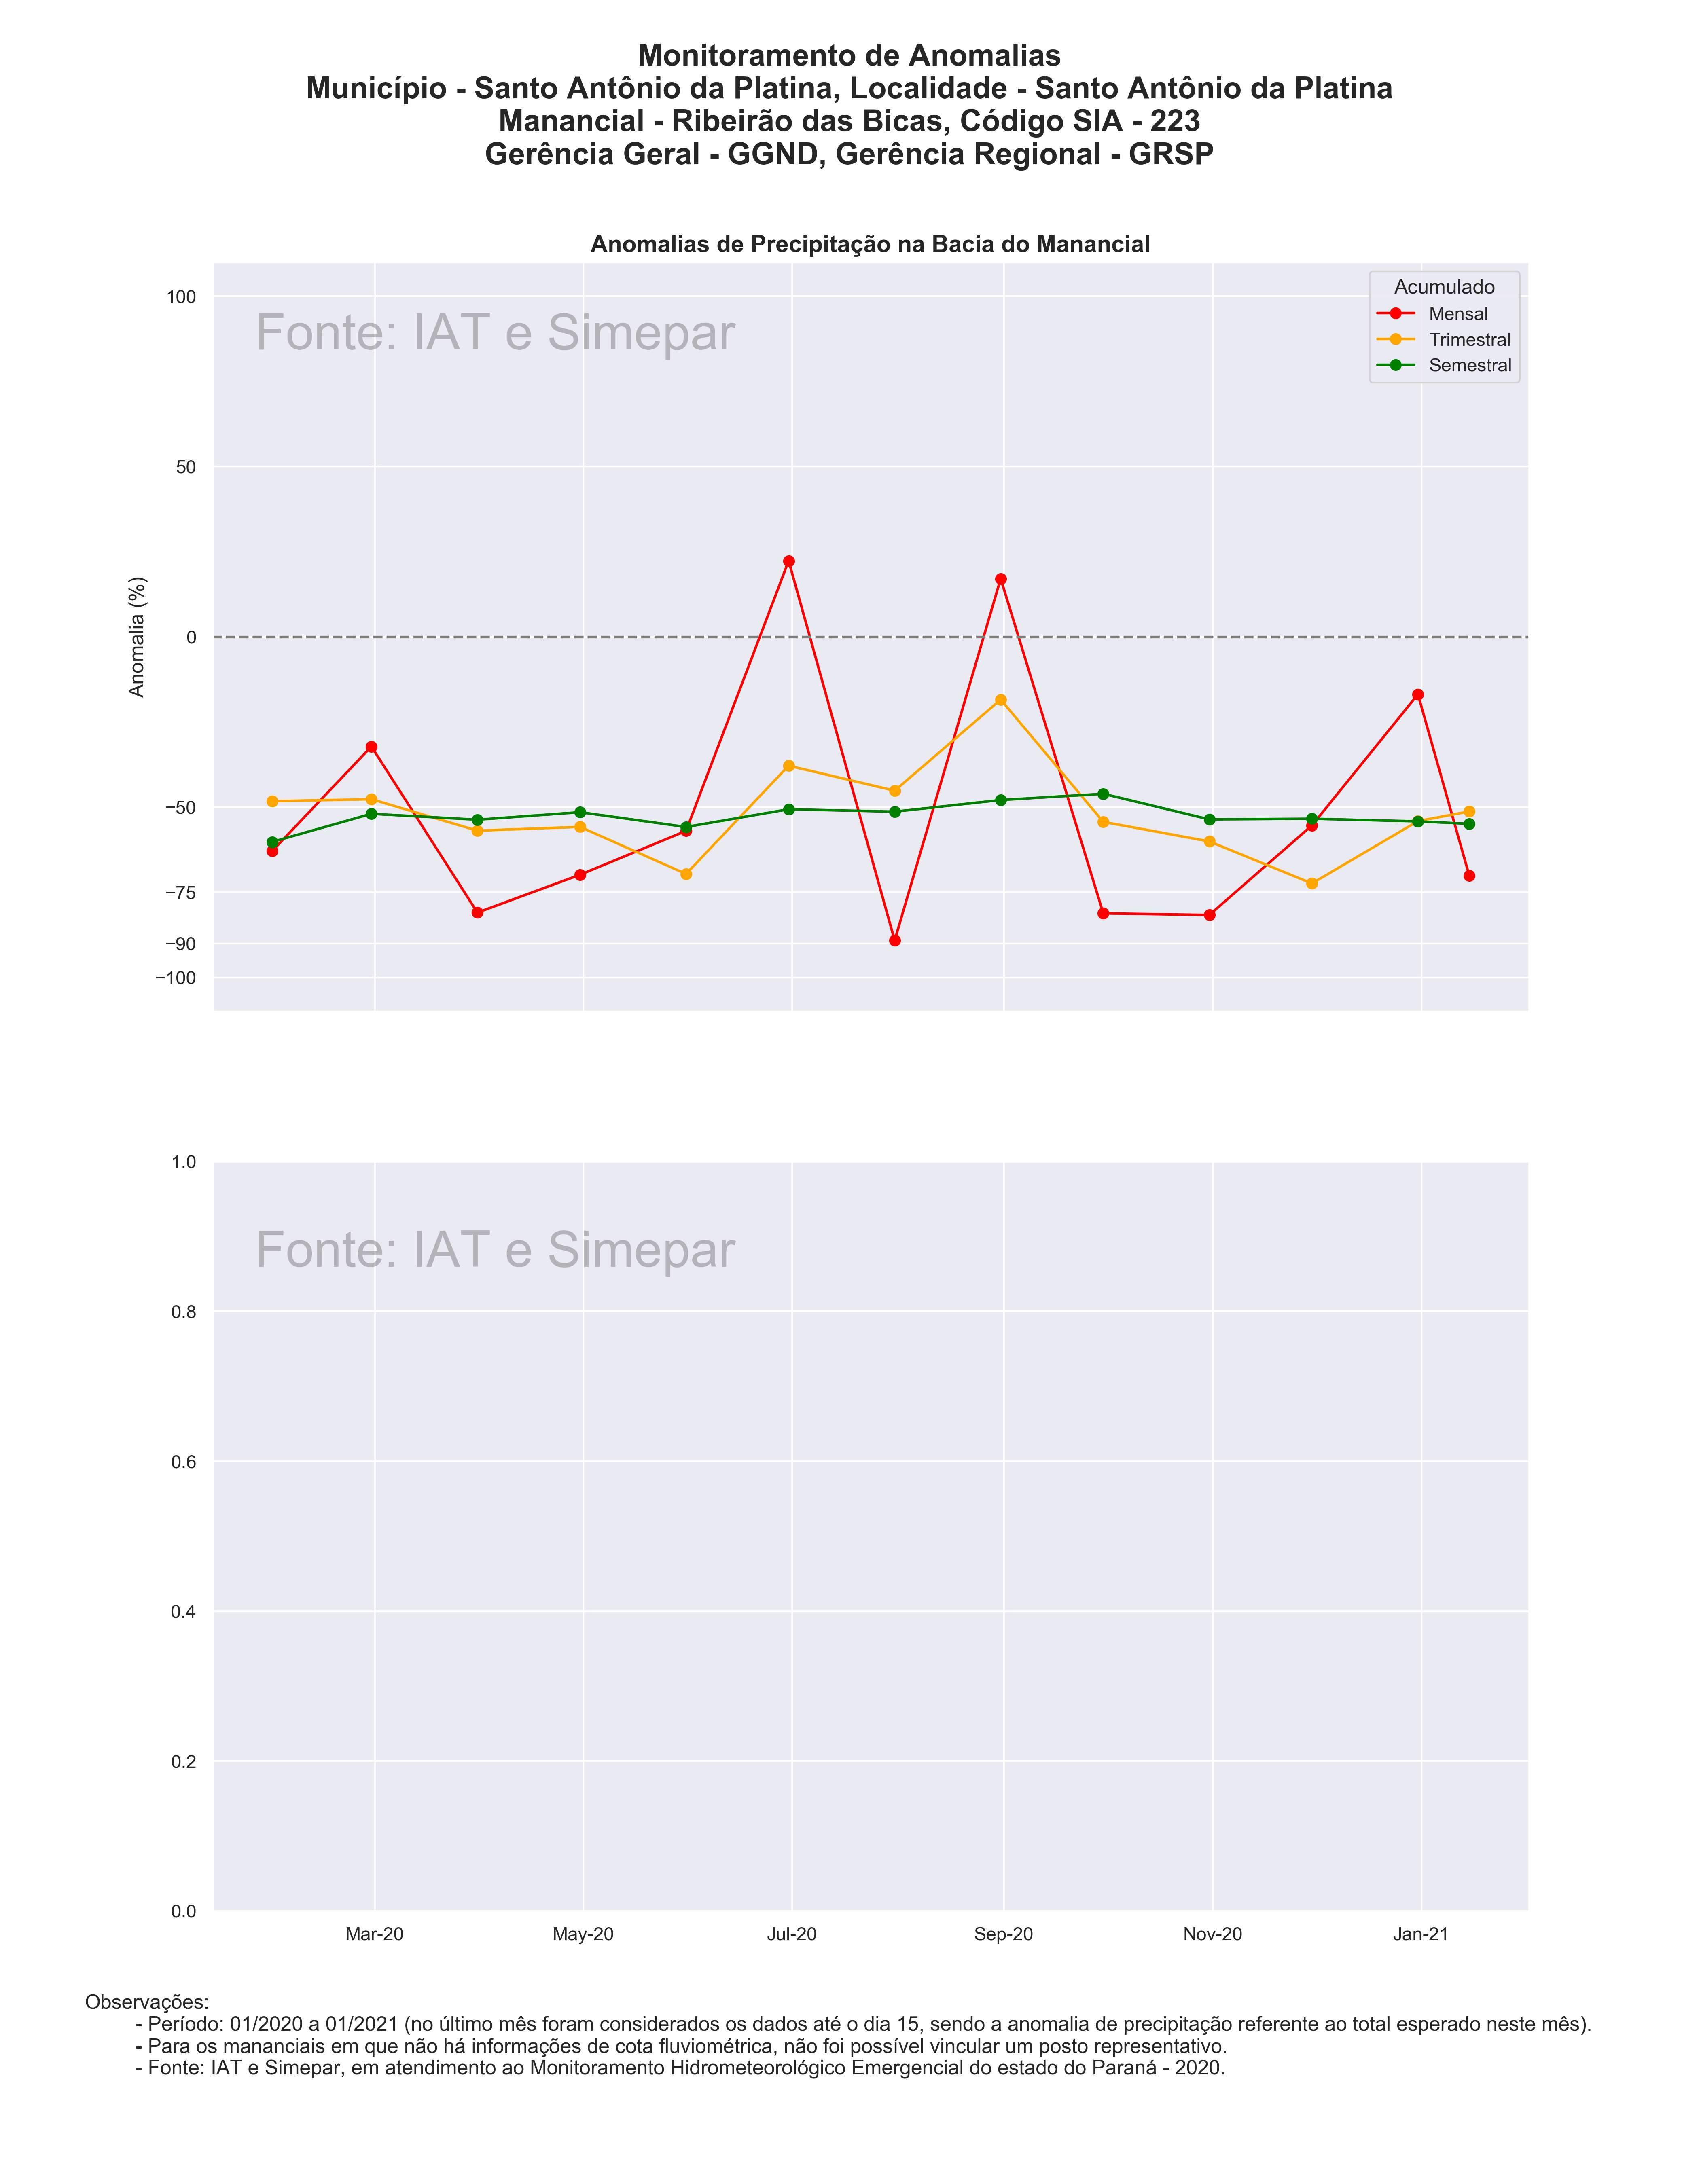 Monitoramento de Anomalias
Município - Santo Antônio da Platina, Localidade - Santo Antônio da Platina
Manancial - Ribeirão das Bicas, Código SIA - 223
Gerência Geral - GGND, Gerência Regional - GRSP
Anomalias de Precipitação na Bacia do Manancial
Fonte: IAT e Simepar
Acumulado
Mensal
Trimestral
Semestral
Anomalia (%)
100
50
0
−50
−75
−90
−100
Fonte: IAT e Simepar
1.0
0.8
0.6
0.4
0.2
0.0
Mar-20 May-20 Jul-20 Sep-20 Nov-20 Jan-21
Observações:
- Período: 01/2020 a 01/2021 (no último mês foram considerados os dados até o dia 15, sendo a anomalia de precipitação referente ao total esperado neste mês).
- Para os mananciais em que não há informações de cota fluviométrica, não foi possível vincular um posto representativo.
- Fonte: IAT e Simepar, em atendimento ao Monitoramento Hidrometeorológico Emergencial do estado do Paraná - 2020.